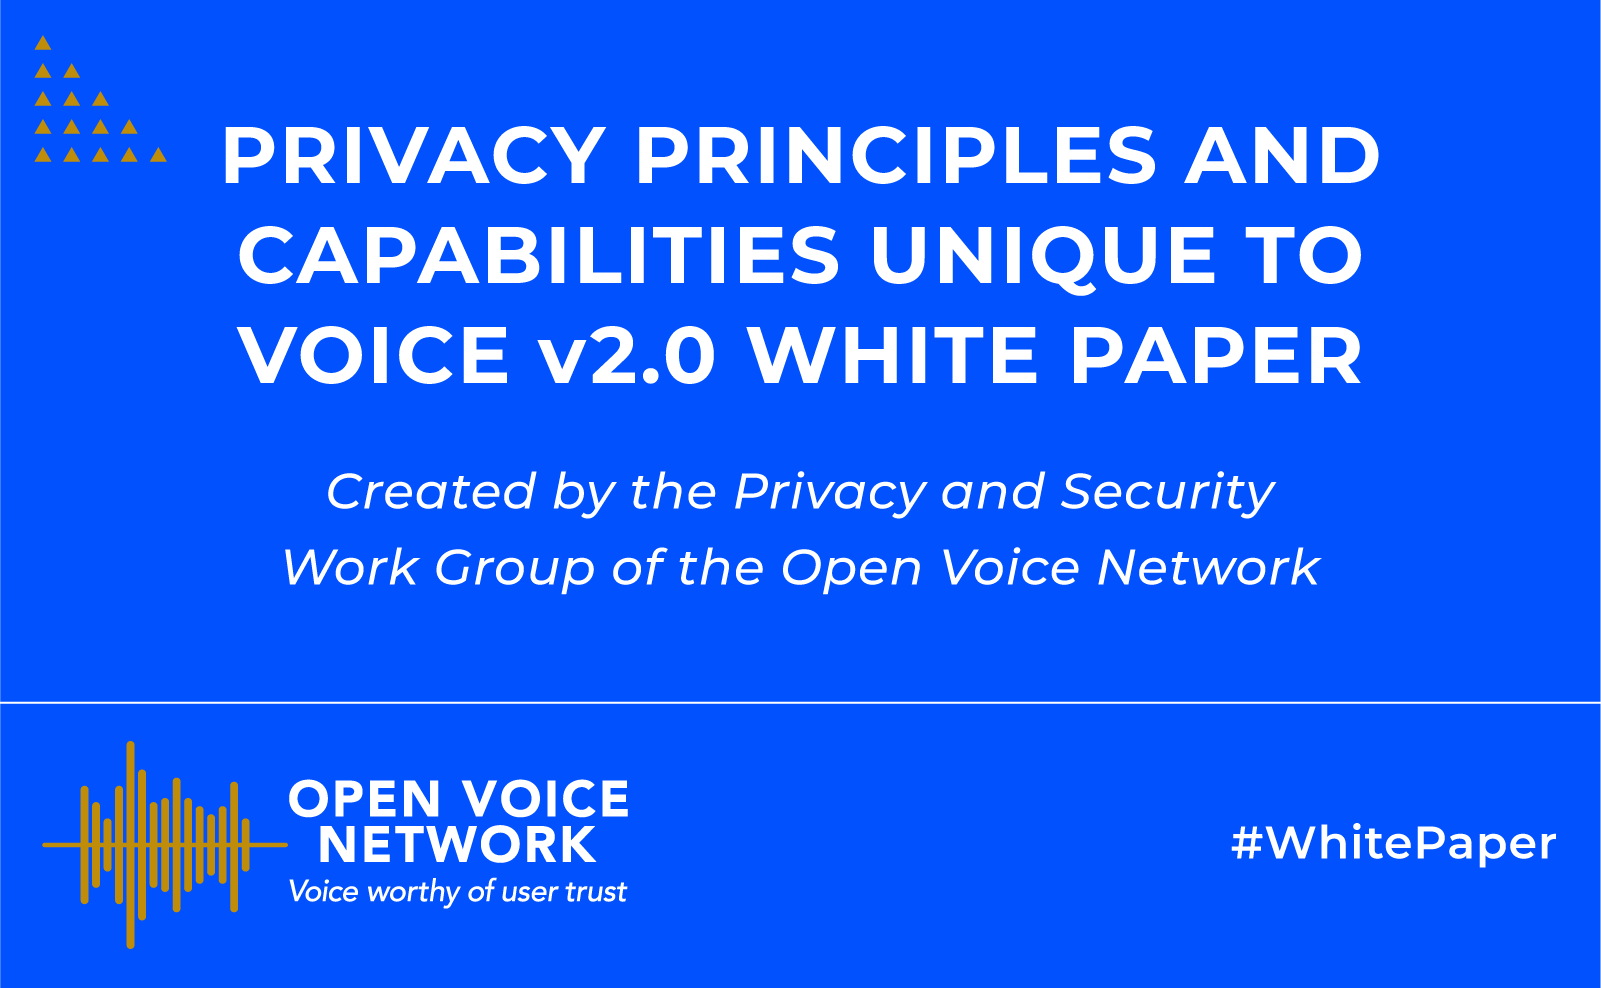 PRIVACY PRINCIPLES AND
CAPABILITIES UNIQUE TO
VOICE v2.0 WHITE PAPER
Created by the Privacy and Security
Work Group of the Open Voice Network
OPEN VOICE
NETWORK
Voice worthy of user trust
#WhitePaper